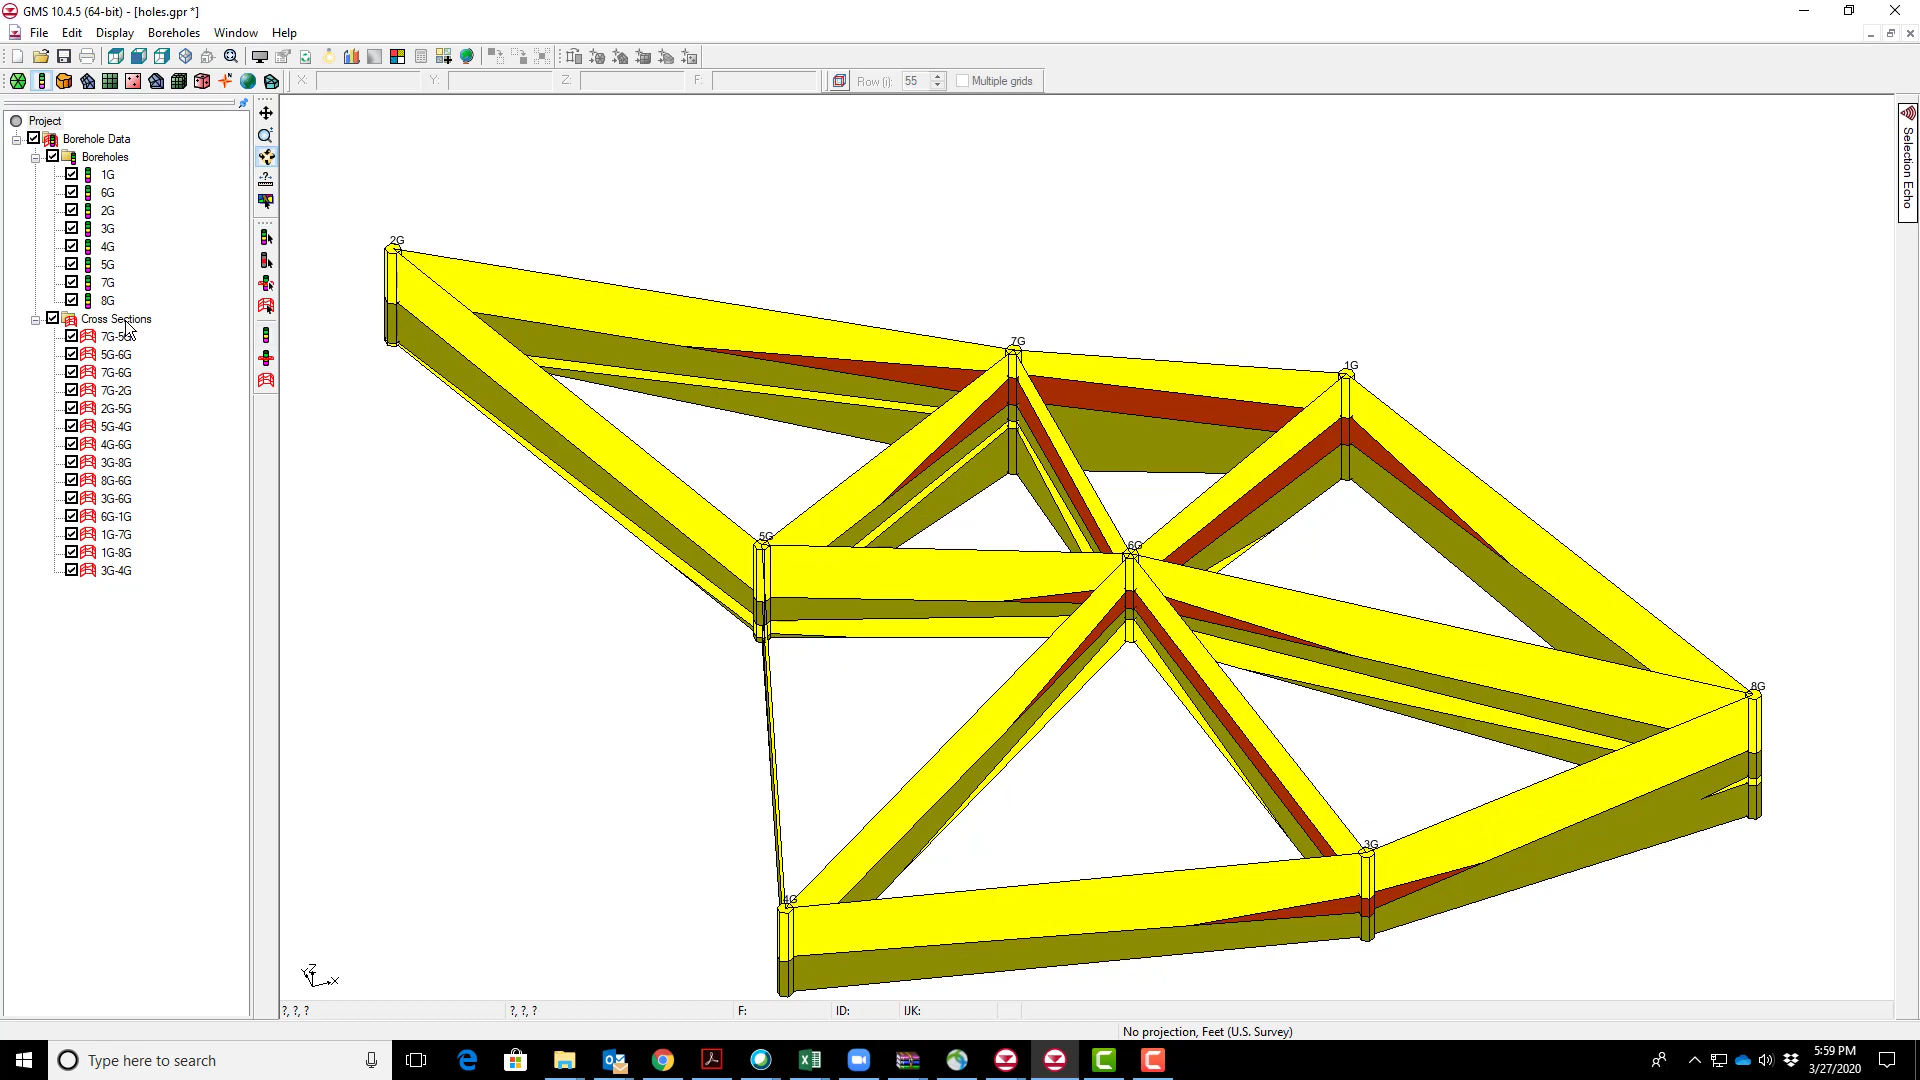 GMS 10.4.5 (64-bit) - [holes.gpr *]
File Edit Display Boreholes Window Help
X: Y: Z: F: Row (i): 55 Multiple grids
Project
Borehole Data
Boreholes
1G
6G
2G
3G
4G
5G
7G
8G
Cross Sections
7G-5G
5G-6G
7G-6G
7G-2G
2G-5G
5G-4G
4G-6G
3G-8G
8G-6G
3G-6G
6G-1G
1G-7G
1G-8G
3G-4G
Selection Echo
2G
7G
1G
5G
6G
8G
3G
4G
Z
Y
X
?, ?, ? ?, ?, ? F: ID: IJK:
No projection, Feet (U.S. Survey)
Type here to search
5:59 PM
3/27/2020